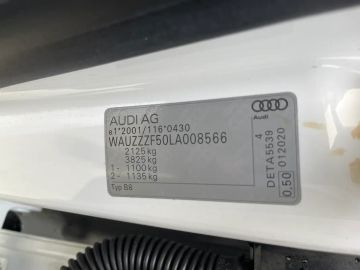 AUDI AG
e1*2001/116*0430
WAUZZZF50LA008566
2125 kg
3825 kg
1- 1100 kg
2- 1135 kg
Typ B8
Audi
DETA5539 4
0.50 012020